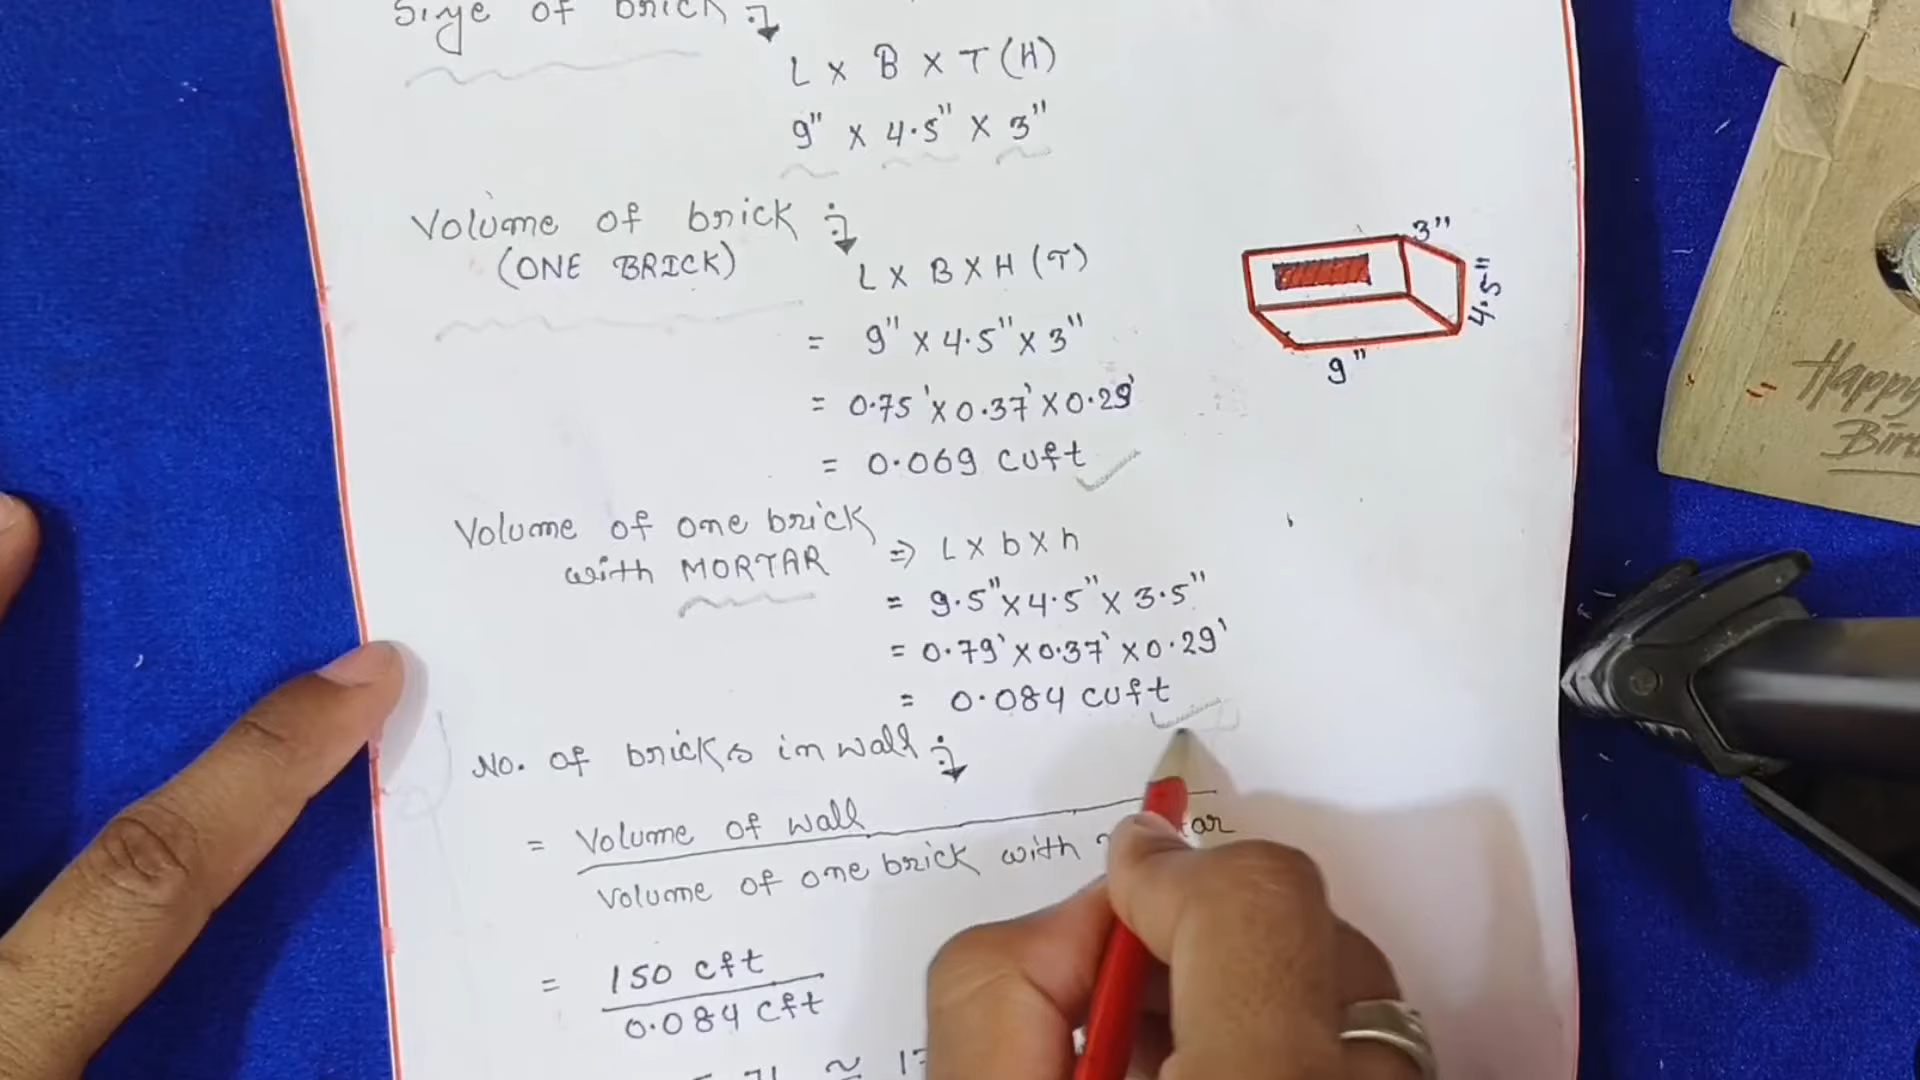 Size of brick :-
L x B x T (H)
9" x 4.5" x 3"
Volume of brick :-
(ONE BRICK)
L x B x H (T)
= 9" x 4.5" x 3"
= 0.75' x 0.37' x 0.29'
= 0.069 cuft
3"
4.5"
9"
Volume of one brick
with MORTAR => L x b x h
= 9.5" x 4.5" x 3.5"
= 0.79' x 0.37' x 0.29'
= 0.084 cuft
No. of bricks in wall :-
= Volume of wall
Volume of one brick with
= 150 cft
0.084 cft
≈
Happy